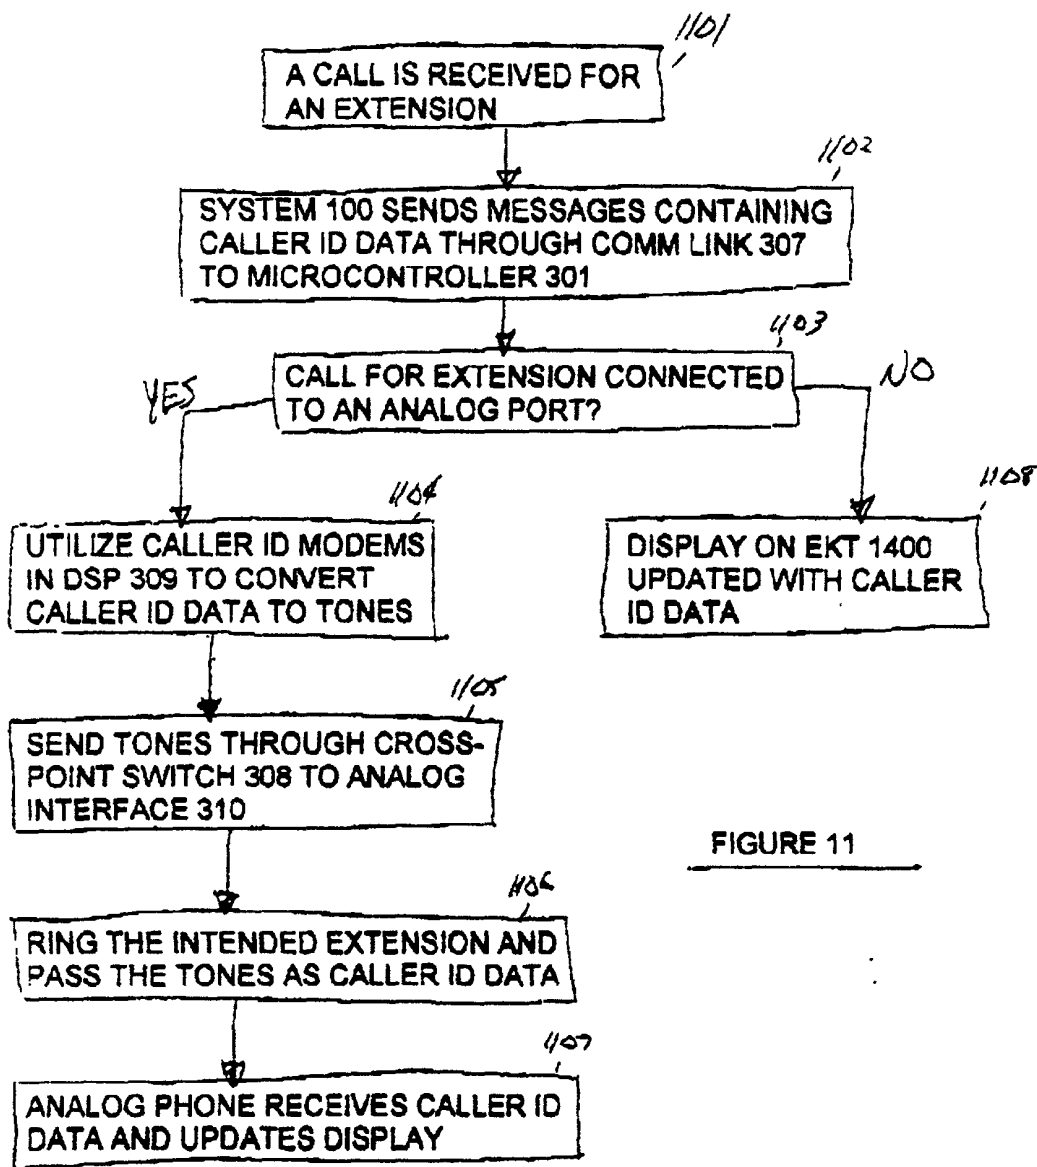 1101
A CALL IS RECEIVED FOR
AN EXTENSION
1102
SYSTEM 100 SENDS MESSAGES CONTAINING
CALLER ID DATA THROUGH COMM LINK 307
TO MICROCONTROLLER 301
1103
CALL FOR EXTENSION CONNECTED
TO AN ANALOG PORT?
YES
NO
1104
UTILIZE CALLER ID MODEMS
IN DSP 309 TO CONVERT
CALLER ID DATA TO TONES
1108
DISPLAY ON EKT 1400
UPDATED WITH CALLER
ID DATA
1105
SEND TONES THROUGH CROSS-
POINT SWITCH 308 TO ANALOG
INTERFACE 310
FIGURE 11
1106
RING THE INTENDED EXTENSION AND
PASS THE TONES AS CALLER ID DATA
1107
ANALOG PHONE RECEIVES CALLER ID
DATA AND UPDATES DISPLAY